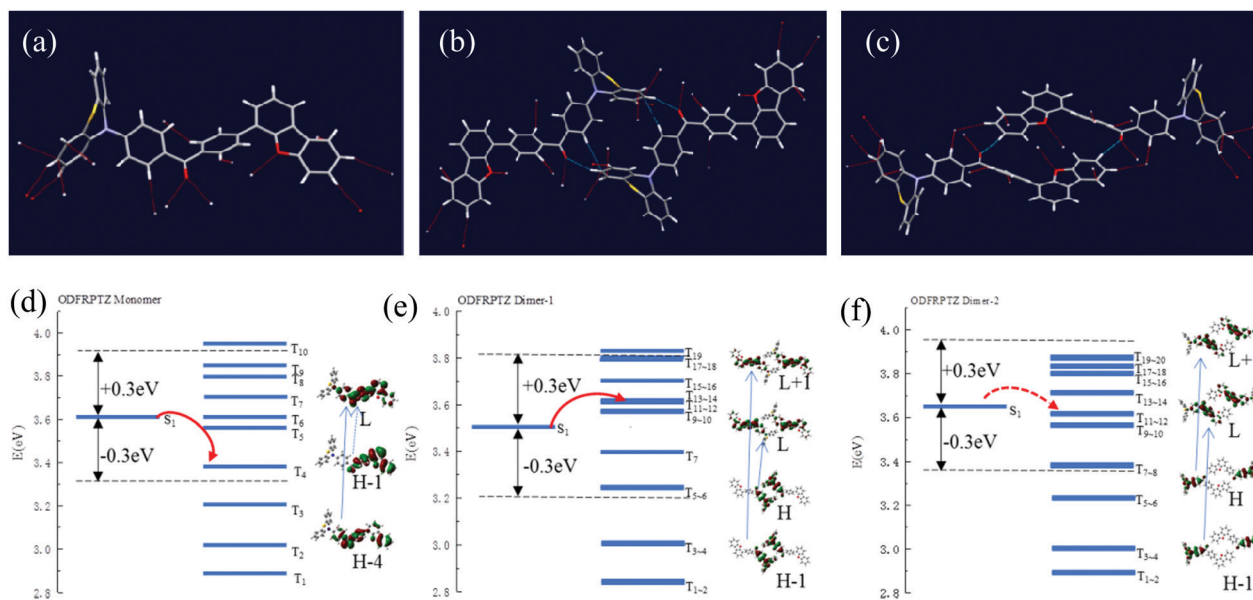 (a)
(b)
(c)
(d)
ODFRPTZ Monomer
E(eV)
4.0
3.8
3.6
3.4
3.2
3.0
2.8
+0.3eV
-0.3eV
S₁
T₁₀
T₉
T₈
T₇
T₆
T₅
T₄
T₃
T₂
T₁
L
H-1
H-4
(e)
ODFRPTZ Dimer-1
E(eV)
4.0
3.8
3.6
3.4
3.2
3.0
2.8
+0.3eV
-0.3eV
S₁
T₁₉
T₁₇₋₁₈
T₁₅₋₁₆
T₁₃₋₁₄
T₁₁₋₁₂
T₉₋₁₀
T₇
T₅₋₆
T₃₋₄
T₁₋₂
L+1
L
H
H-1
(f)
ODFRPTZ Dimer-2
E(eV)
4.0
3.8
3.6
3.4
3.2
3.0
2.8
+0.3eV
-0.3eV
S₁
T₁₉₋₂₀
T₁₇₋₁₈
T₁₅₋₁₆
T₁₃₋₁₄
T₁₁₋₁₂
T₉₋₁₀
T₇₋₈
T₅₋₆
T₃₋₄
T₁₋₂
L+
L
H
H-1